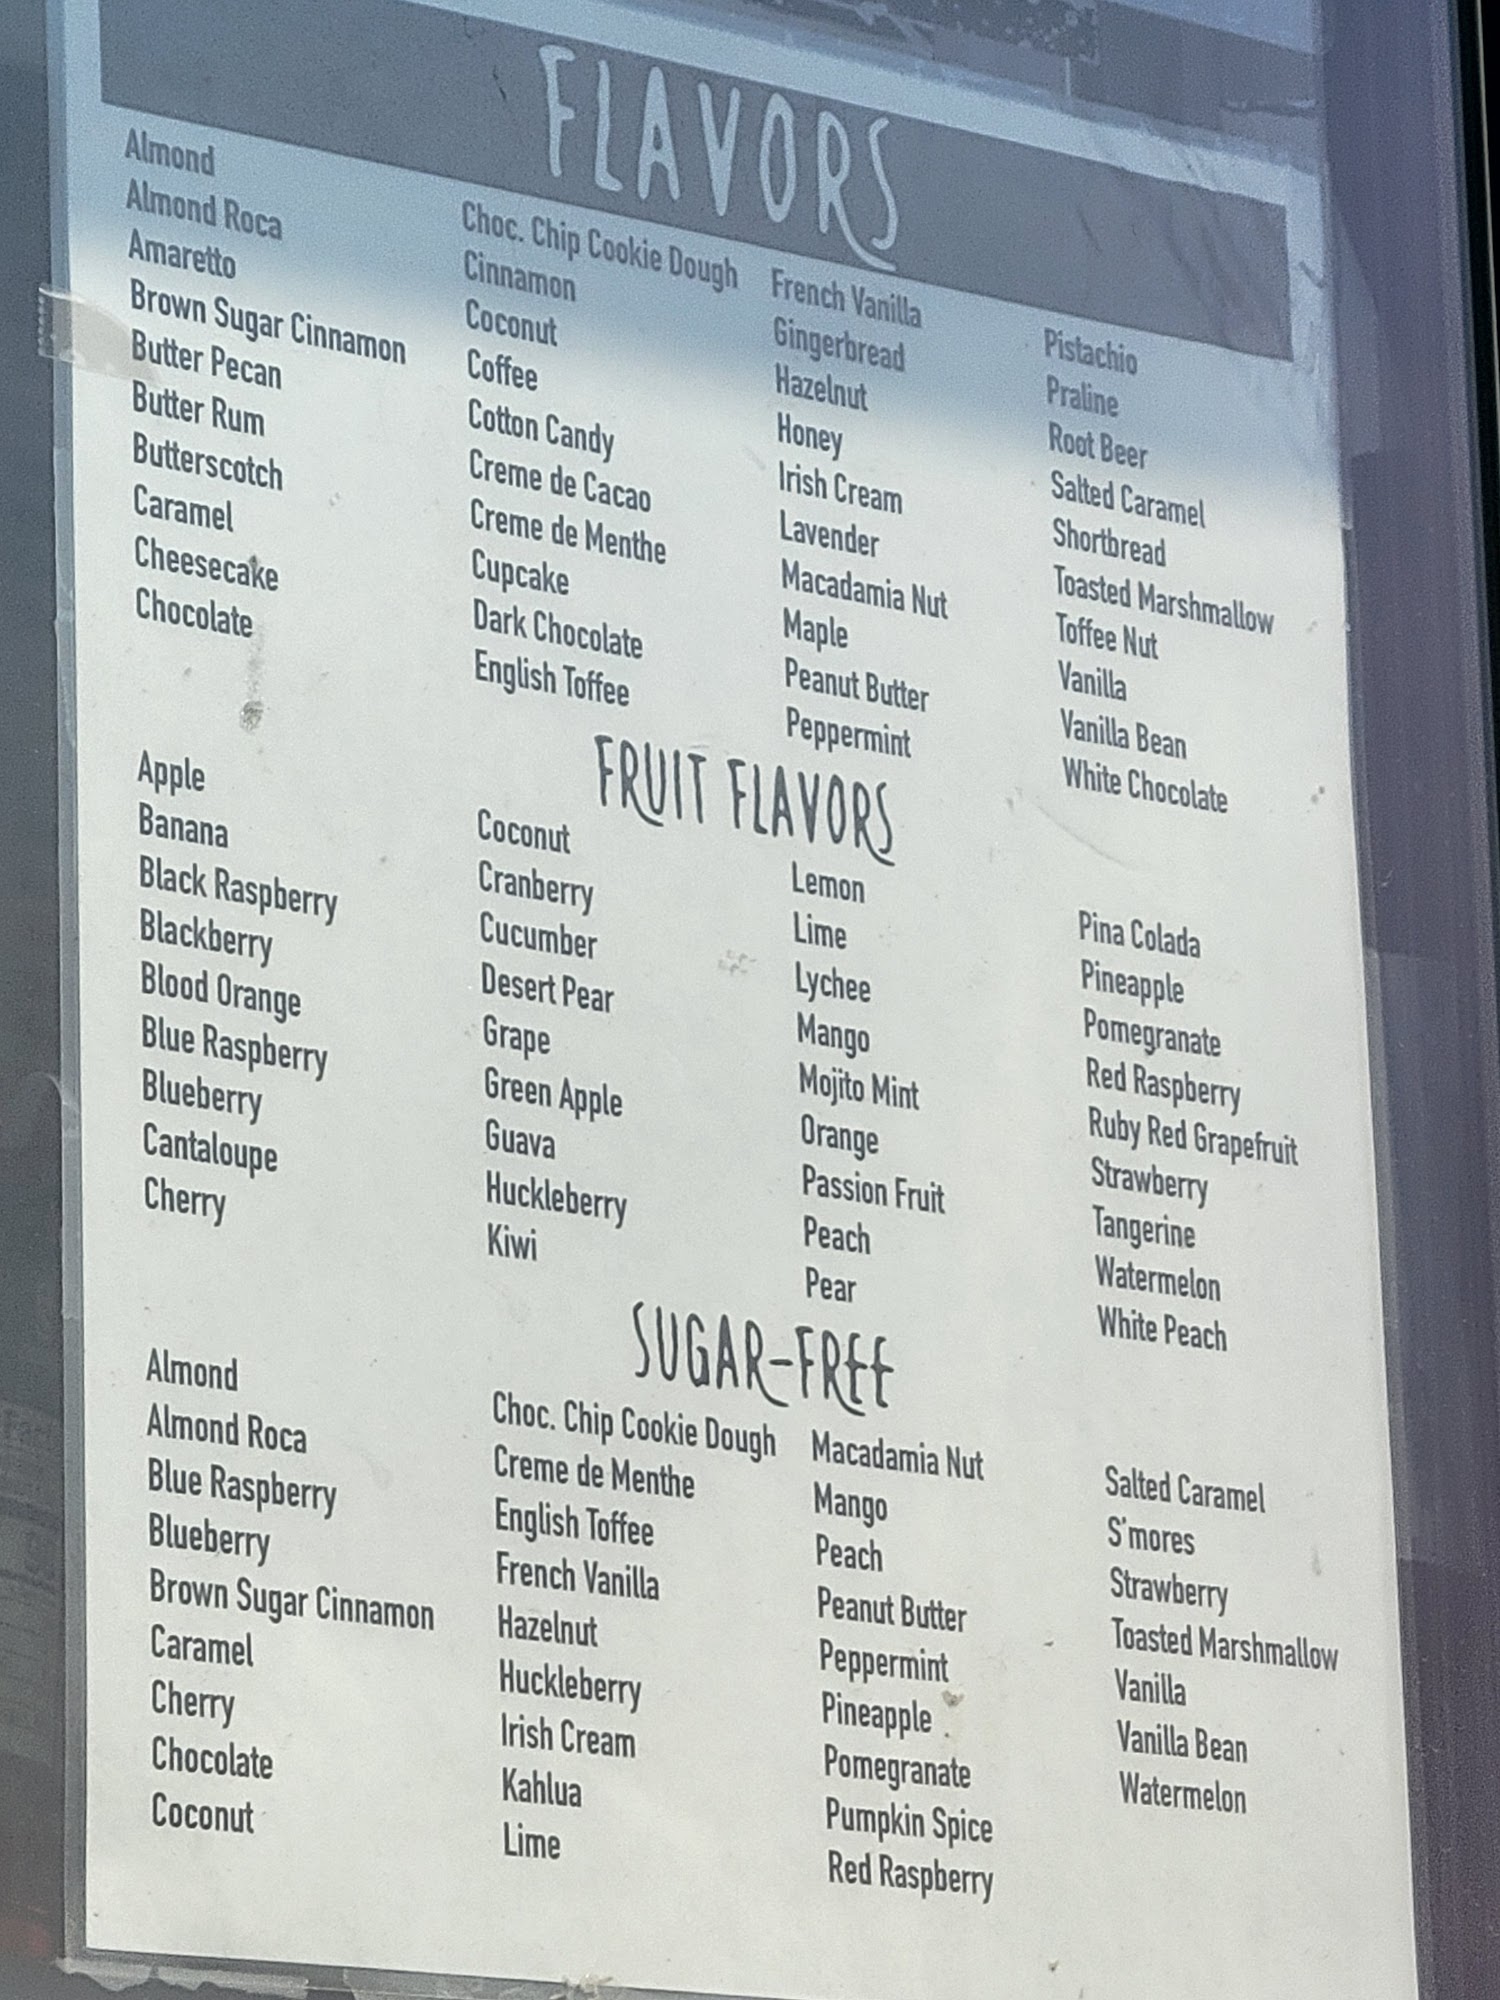 FLAVORS
Almond
Almond Roca
Amaretto
Brown Sugar Cinnamon
Butter Pecan
Butter Rum
Butterscotch
Caramel
Cheesecake
Chocolate
Choc. Chip Cookie Dough
Cinnamon
Coconut
Coffee
Cotton Candy
Creme de Cacao
Creme de Menthe
Cupcake
Dark Chocolate
English Toffee
French Vanilla
Gingerbread
Hazelnut
Honey
Irish Cream
Lavender
Macadamia Nut
Maple
Peanut Butter
Peppermint
Pistachio
Praline
Root Beer
Salted Caramel
Shortbread
Toasted Marshmallow
Toffee Nut
Vanilla
Vanilla Bean
White Chocolate
FRUIT FLAVORS
Apple
Banana
Black Raspberry
Blackberry
Blood Orange
Blue Raspberry
Blueberry
Cantaloupe
Cherry
Coconut
Cranberry
Cucumber
Desert Pear
Grape
Green Apple
Guava
Huckleberry
Kiwi
Lemon
Lime
Lychee
Mango
Mojito Mint
Orange
Passion Fruit
Peach
Pear
Pina Colada
Pineapple
Pomegranate
Red Raspberry
Ruby Red Grapefruit
Strawberry
Tangerine
Watermelon
White Peach
SUGAR-FREE
Almond
Almond Roca
Blue Raspberry
Blueberry
Brown Sugar Cinnamon
Caramel
Cherry
Chocolate
Coconut
Choc. Chip Cookie Dough
Creme de Menthe
English Toffee
French Vanilla
Hazelnut
Huckleberry
Irish Cream
Kahlua
Lime
Macadamia Nut
Mango
Peach
Peanut Butter
Peppermint
Pineapple
Pomegranate
Pumpkin Spice
Red Raspberry
Salted Caramel
S'mores
Strawberry
Toasted Marshmallow
Vanilla
Vanilla Bean
Watermelon